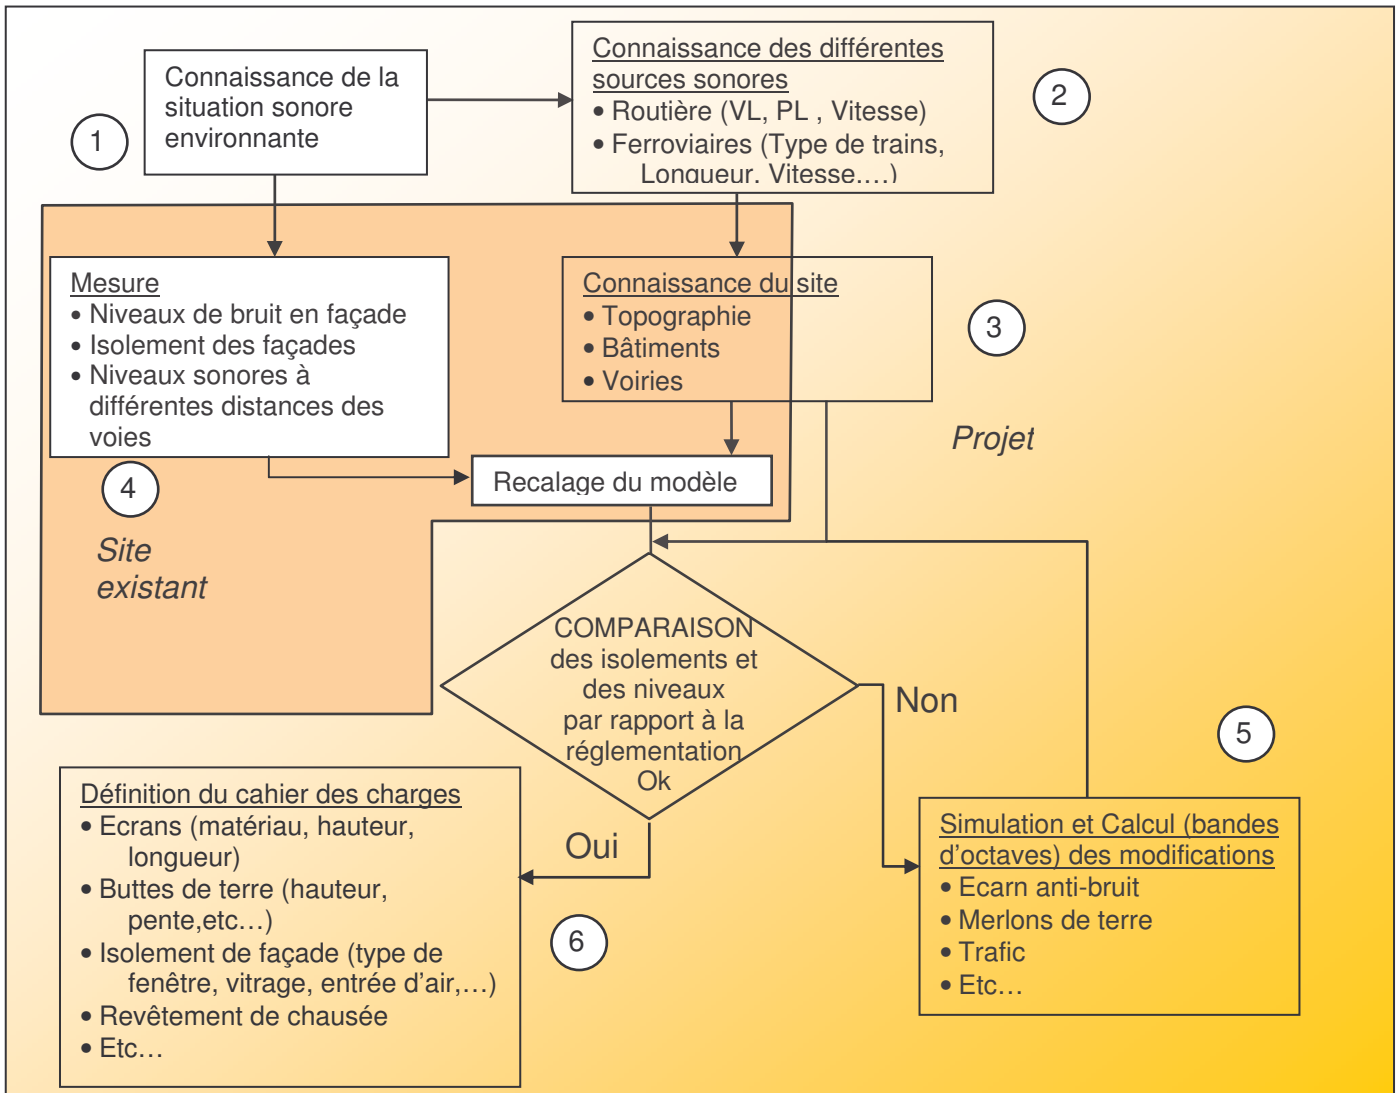 Connaissance de la
situation sonore
environnante
1
Connaissance des différentes
sources sonores
• Routière (VL, PL , Vitesse)
• Ferroviaires (Type de trains,
Longueur, Vitesse,…)
2
Mesure
• Niveaux de bruit en façade
• Isolement des façades
• Niveaux sonores à
différentes distances des
voies
Connaissance du site
• Topographie
• Bâtiments
• Voiries
3
Projet
4
Recalage du modèle
Site
existant
COMPARAISON
des isolements et
des niveaux
par rapport à la
réglementation
Ok
Non
5
Oui
Définition du cahier des charges
• Ecrans (matériau, hauteur,
longueur)
• Buttes de terre (hauteur,
pente,etc…)
• Isolement de façade (type de
fenêtre, vitrage, entrée d’air,…)
• Revêtement de chausée
• Etc…
6
Simulation et Calcul (bandes
d’octaves) des modifications
• Ecarn anti-bruit
• Merlons de terre
• Trafic
• Etc…